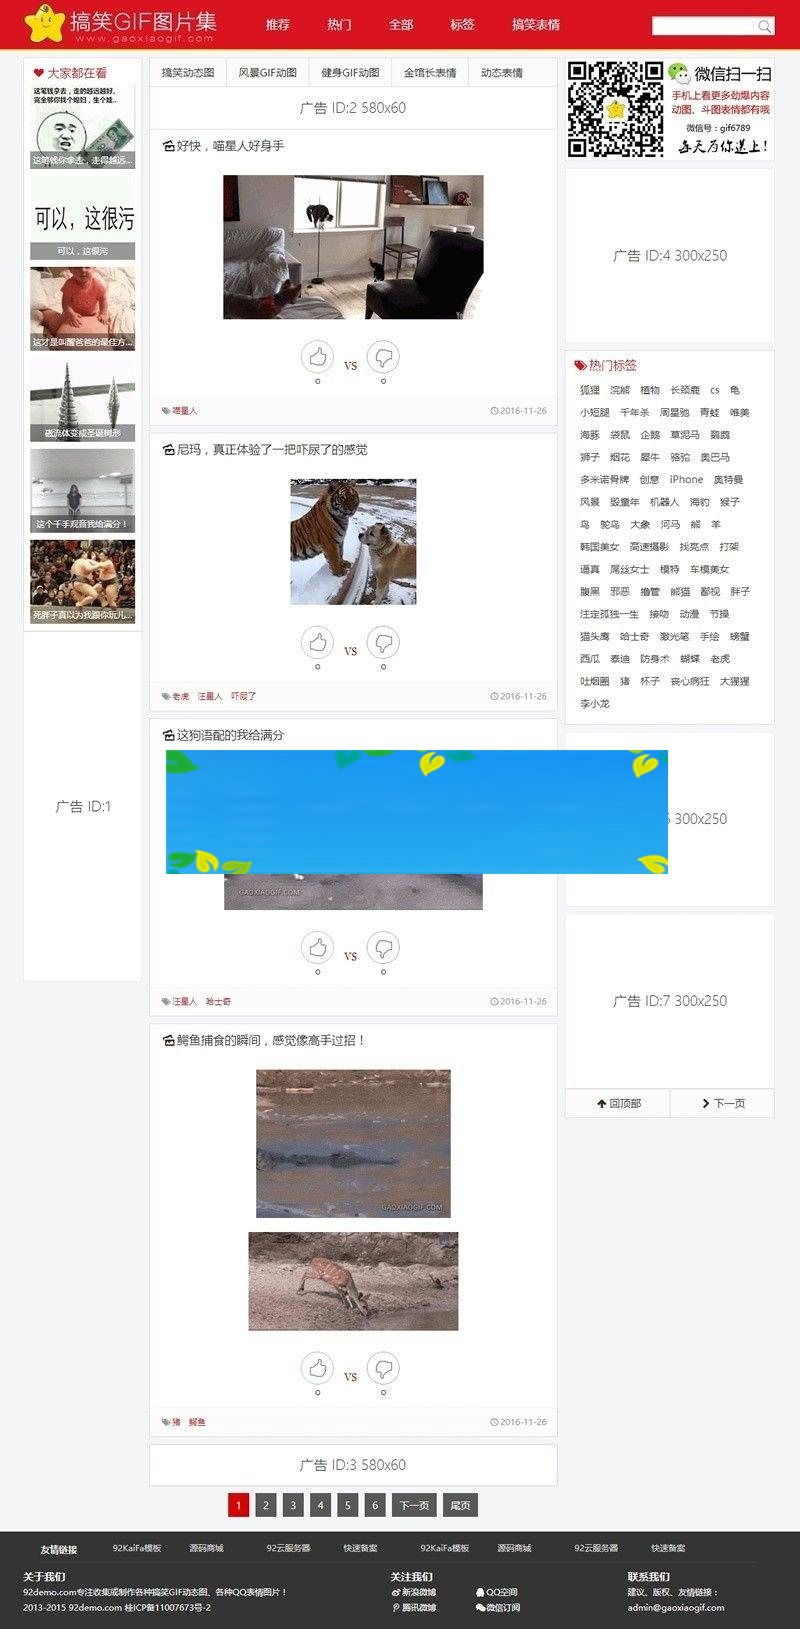 搞笑GIF图片集
www.gaoxiaogif.com
推荐 热门 全部 标签 搞笑表情
大家都在看
这笔钱拿去，走的越远越好。
完全够你找个媳妇，生个娃..
这笔钱你拿走，走得越远...
可以，这很污
可以，这很污
这才是叫醒爸爸的最佳方...
磁流体变成圣诞树形
这个千手观音我给满分！
死胖子真以为我跟你玩儿...
广告 ID:1
搞笑动态图 风景GIF动图 健身GIF动图 金馆长表情 动态表情
广告 ID:2 580x60
好快，喵星人好身手
VS
0 0
喵星人 2016-11-26
尼玛，真正体验了一把吓尿了的感觉
VS
0 0
老虎 汪星人 吓尿了 2016-11-26
这狗语配的我给满分
GAOXIAOGIF.COM
VS
0 0
汪星人 哈士奇 2016-11-26
鳄鱼捕食的瞬间，感觉像高手过招！
GAOXIAOGIF.COM
VS
0 0
猪 鳄鱼 2016-11-26
广告 ID:3 580x60
1 2 3 4 5 6 下一页 尾页
微信扫一扫
手机上看更多劲爆内容
动图、斗图表情都有哦
微信号：gif6789
每天为你送上！
广告 ID:4 300x250
热门标签
狐狸 浣熊 植物 长颈鹿 cs 龟
小短腿 千年杀 周星驰 青蛙 唯美
海豚 袋鼠 企鹅 草泥马 鹦鹉
狮子 烟花 犀牛 骆驼 奥巴马
多米诺骨牌 创意 iPhone 奥特曼
风景 毁童年 机器人 海豹 猴子
鸟 鸵鸟 大象 河马 熊 羊
韩国美女 高速摄影 找亮点 打架
逼真 屌丝女士 模特 车模美女
腹黑 邪恶 撸管 熊猫 鄙视 胖子
注定孤独一生 接吻 动漫 节操
猫头鹰 哈士奇 激光笔 手绘 螃蟹
西瓜 泰迪 防身术 蝴蝶 老虎
吐烟圈 猪 杯子 丧心病狂 大猩猩
李小龙
300x250
广告 ID:7 300x250
回顶部 下一页
友情链接 92KaiFa模板 源码商城 92云服务器 快速备案 92KaiFa模板 源码商城 92云服务器 快速备案
关于我们
92demo.com专注收集或制作各种搞笑GIF动态图、各种QQ表情图片！
2013-2015 92demo.com 桂ICP备11007673号-2
关注我们
新浪微博 QQ空间
腾讯微博 微信订阅
联系我们
建议、版权、友情链接：
admin@gaoxiaogif.com